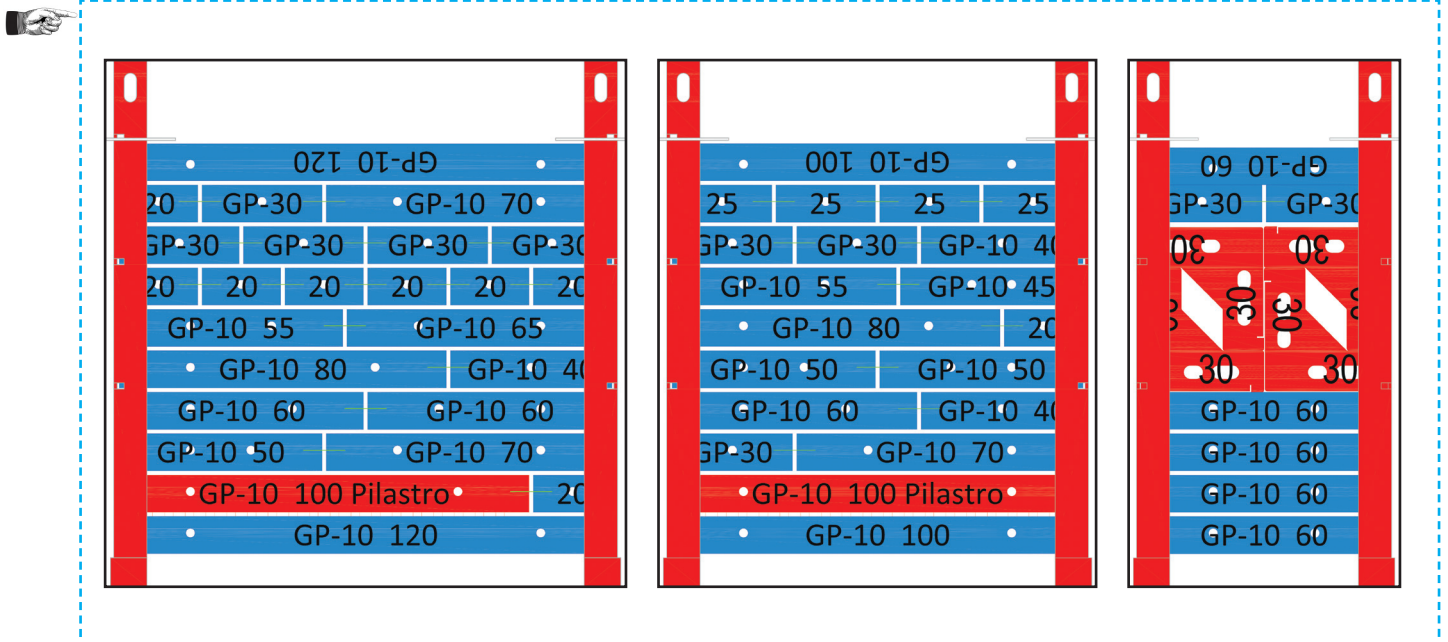 GP-10 120
20 GP-30 GP-10 70
GP-30 GP-30 GP-30 GP-30
20 20 20 20 20 20
GP-10 55 GP-10 65
GP-10 80 GP-10 40
GP-10 60 GP-10 60
GP-10 50 GP-10 70
GP-10 100 Pilastro 20
GP-10 120
GP-10 100
25 25 25 25
GP-30 GP-30 GP-10 40
GP-10 55 GP-10 45
GP-10 80 20
GP-10 50 GP-10 50
GP-10 60 GP-10 40
GP-30 GP-10 70
GP-10 100 Pilastro
GP-10 100
GP-10 60
GP-30 GP-30
30 30
30 30 30 30
30 30
GP-10 60
GP-10 60
GP-10 60
GP-10 60